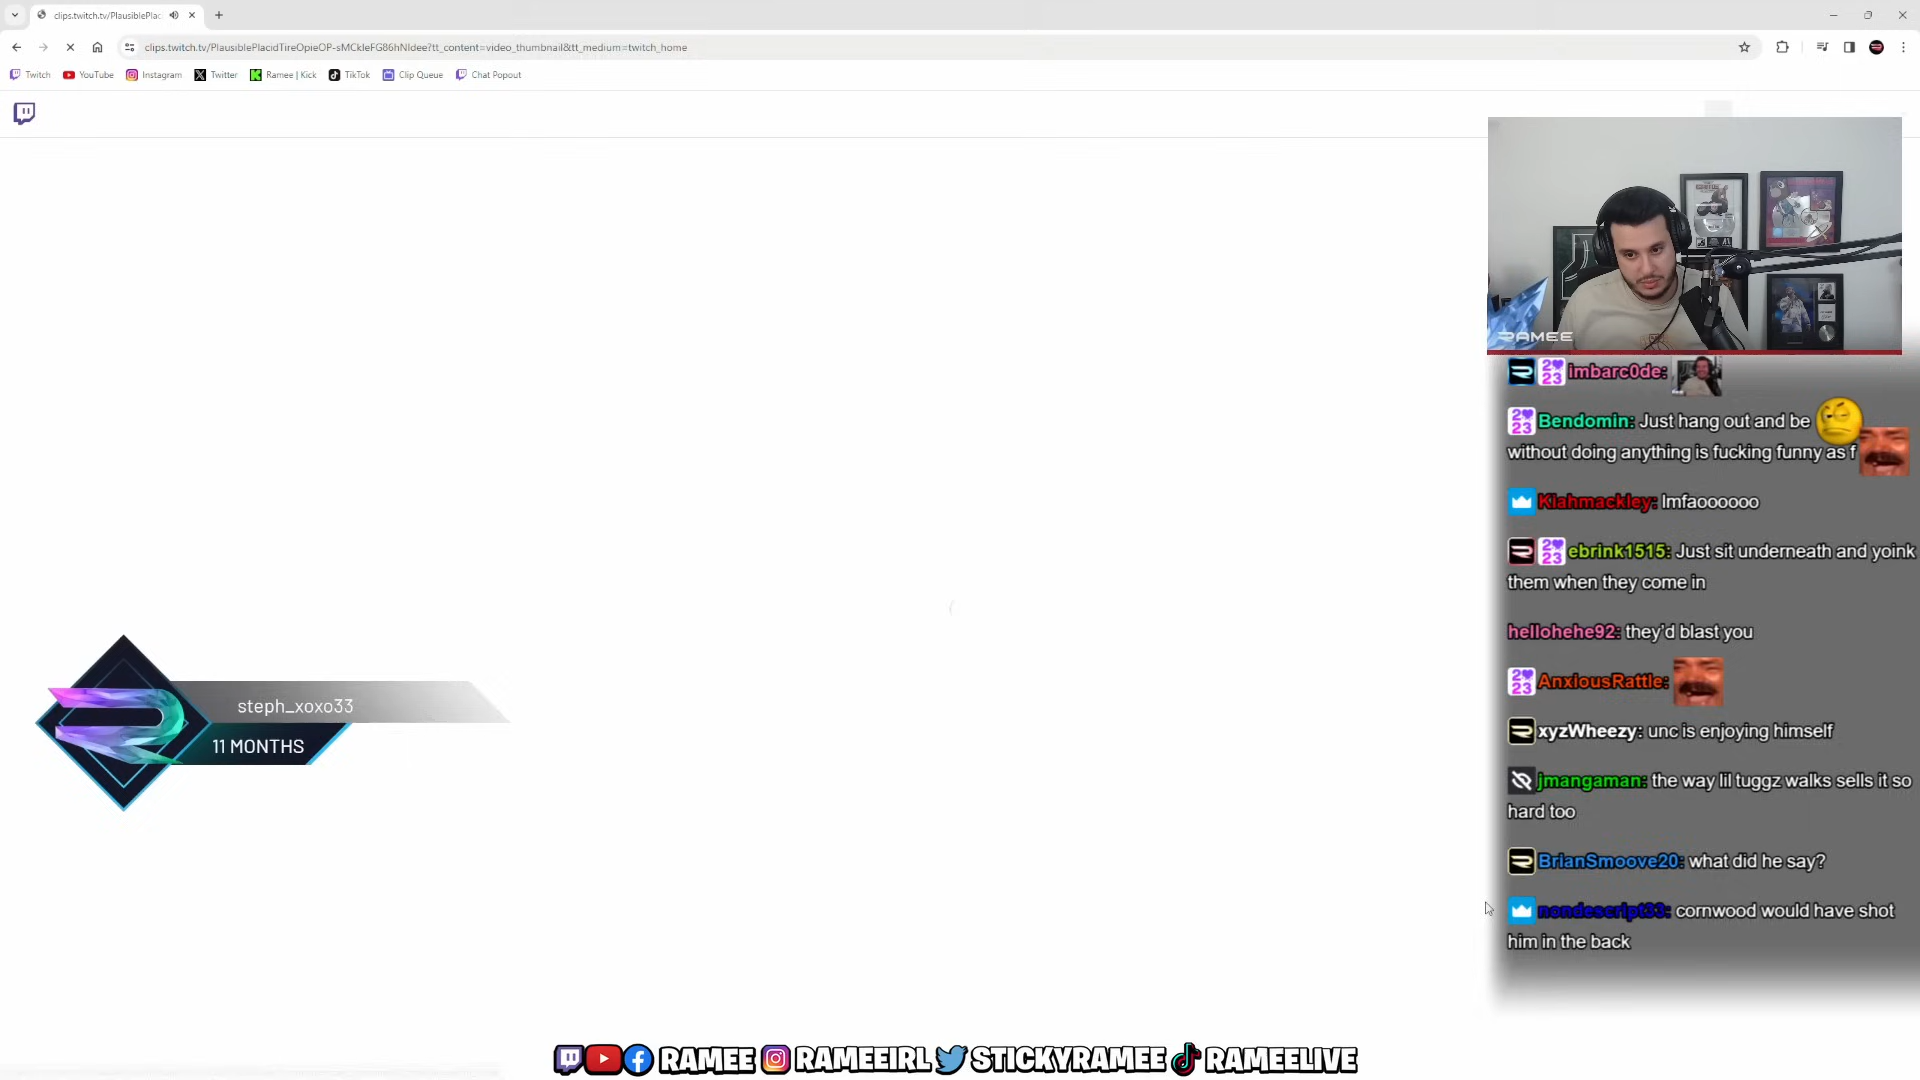 clips.twitch.tv/PlausiblePlac
clips.twitch.tv/PlausiblePlacidTireOpieOP-sMCkIeFG86hNIdee?tt_content=video_thumbnail&tt_medium=twitch_home
Twitch YouTube Instagram Twitter Ramee | Kick TikTok Clip Queue Chat Popout
RAMEE
imbarc0de:
Bendomin: Just hang out and be
without doing anything is fucking funny as f
Kiahmackley: lmfaoooooo
ebrink1515: Just sit underneath and yoink
them when they come in
hellohehe92: they'd blast you
AnxiousRattle:
xyzWheezy: unc is enjoying himself
jmangaman: the way lil tuggz walks sells it so
hard too
BrianSmoove20: what did he say?
nondescript33: cornwood would have shot
him in the back
steph_xoxo33
11 MONTHS
RAMEE RAMEEIRL STICKYRAMEE RAMEELIVE